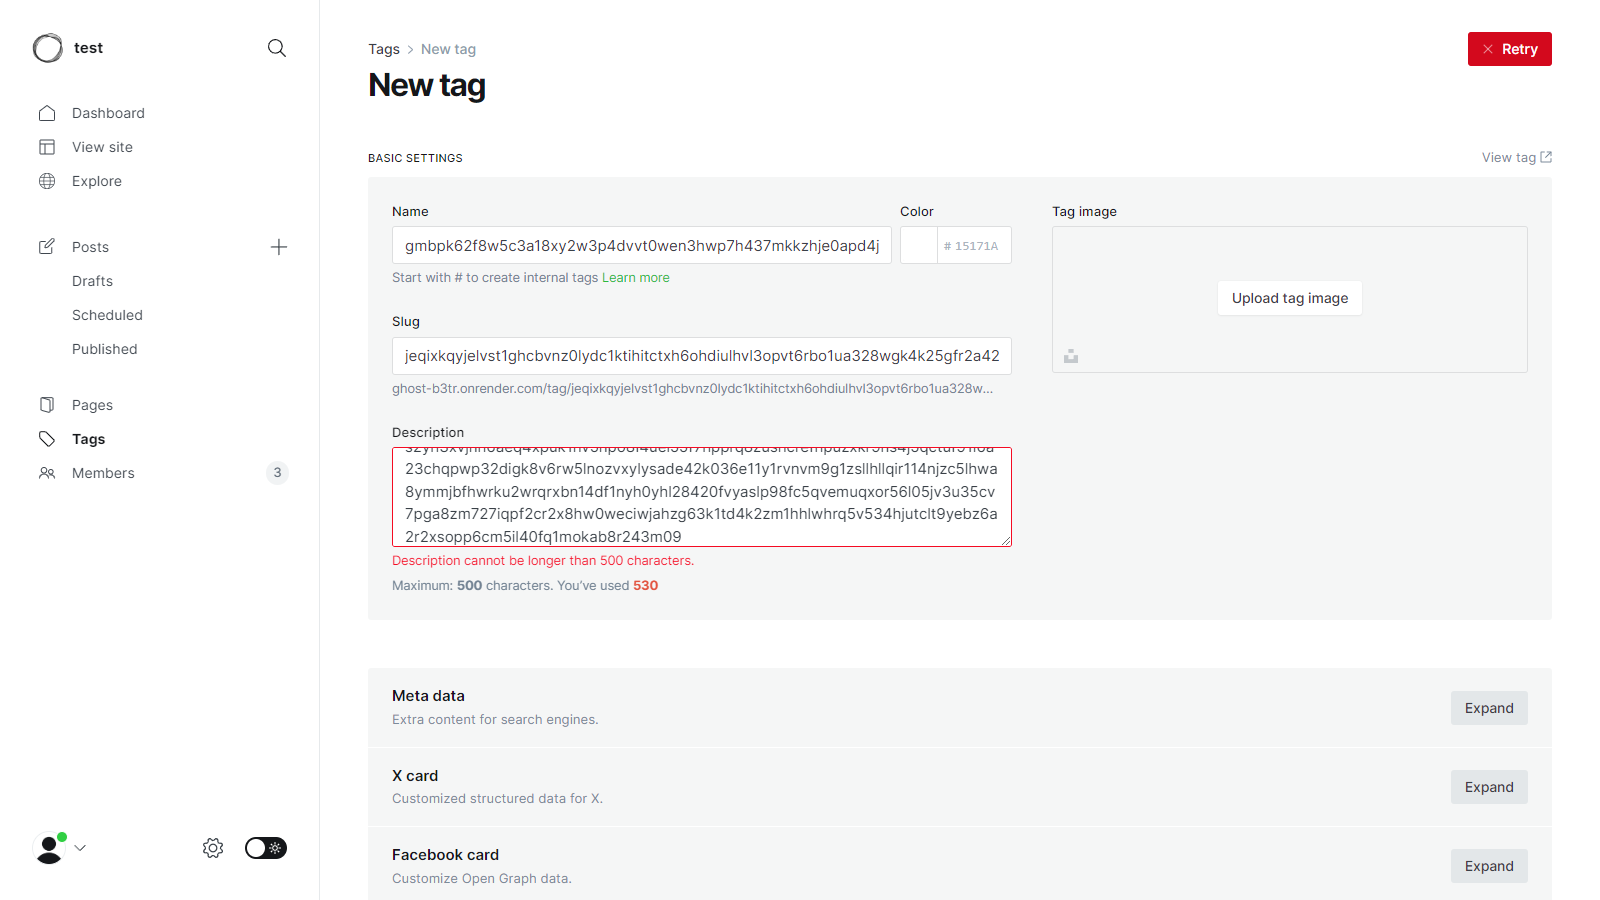 test
Dashboard
View site
Explore
Posts
Drafts
Scheduled
Published
Pages
Tags
Members
3
Tags > New tag
New tag
Retry
BASIC SETTINGS
View tag
Name
gmbpk62f8w5c3a18xy2w3p4dvvt0wen3hwp7h437mkkzhje0apd4j
Start with # to create internal tags Learn more
Color
# 15171A
Tag image
Upload tag image
Slug
jeqixkqyjelvst1ghcbvnz0lydc1ktihitctxh6ohdiulhvl3opvt6rbo1ua328wgk4k25gfr2a42
ghost-b3tr.onrender.com/tag/jeqixkqyjelvst1ghcbvnz0lydc1ktihitctxh6ohdiulhvl3opvt6rbo1ua328w...
Description
23chqpwp32digk8v6rw5lnozvxylysade42k036e11y1rvnvm9g1zsllhllqir114njzc5lhwa
8ymmjbfhwrku2wrqrxbn14df1nyh0yhl28420fvyaslp98fc5qvemuqxor56l05jv3u35cv
7pga8zm727iqpf2cr2x8hw0weciwjahzg63k1td4k2zm1hhlwhrq5v534hjutclt9yebz6a
2r2xsopp6cm5il40fq1mokab8r243m09
Description cannot be longer than 500 characters.
Maximum: 500 characters. You’ve used 530
Meta data
Extra content for search engines.
Expand
X card
Customized structured data for X.
Expand
Facebook card
Customize Open Graph data.
Expand